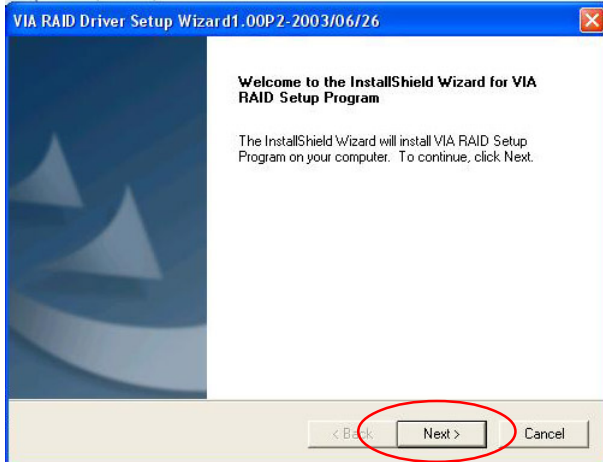 VIA RAID Driver Setup Wizard1.00P2-2003/06/26
Welcome to the InstallShield Wizard for VIA
RAID Setup Program
The InstallShield Wizard will install VIA RAID Setup
Program on your computer.  To continue, click Next.
< Back
Next >
Cancel